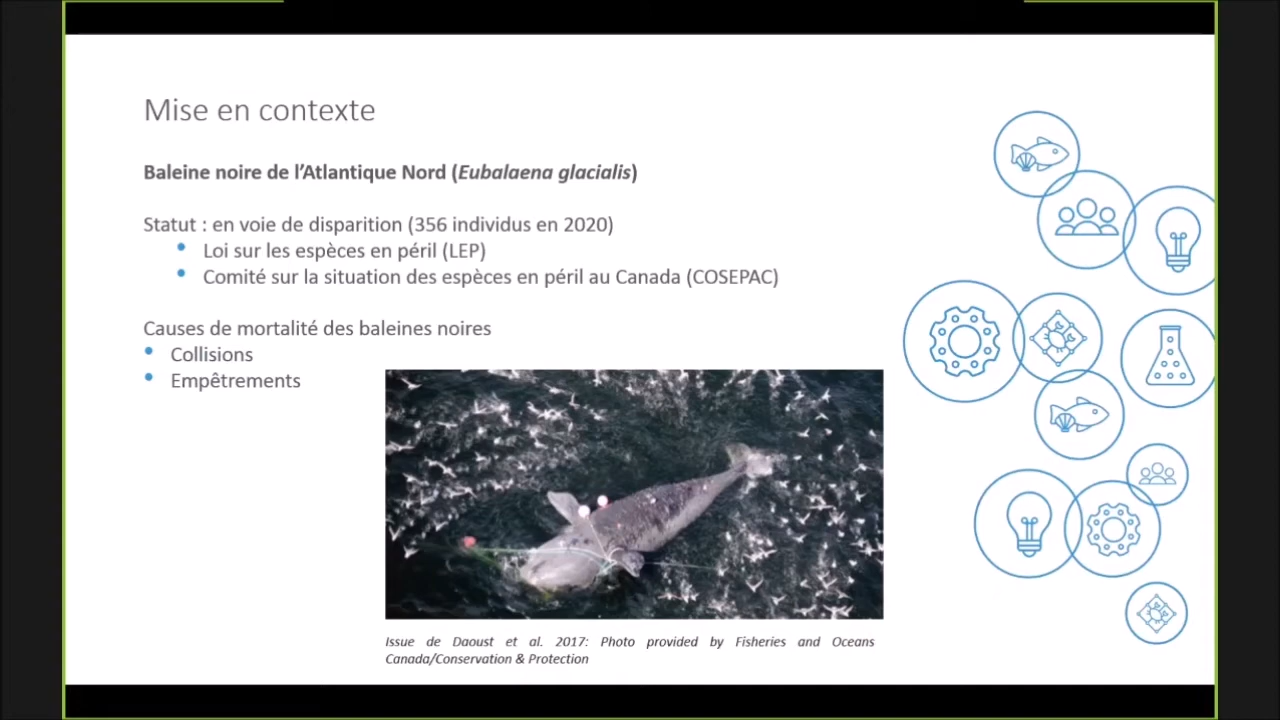 Mise en contexte
Baleine noire de l’Atlantique Nord (Eubalaena glacialis)
Statut : en voie de disparition (356 individus en 2020)
• Loi sur les espèces en péril (LEP)
• Comité sur la situation des espèces en péril au Canada (COSEPAC)
Causes de mortalité des baleines noires
• Collisions
• Empêtrements
Issue de Daoust et al. 2017: Photo provided by Fisheries and Oceans
Canada/Conservation & Protection